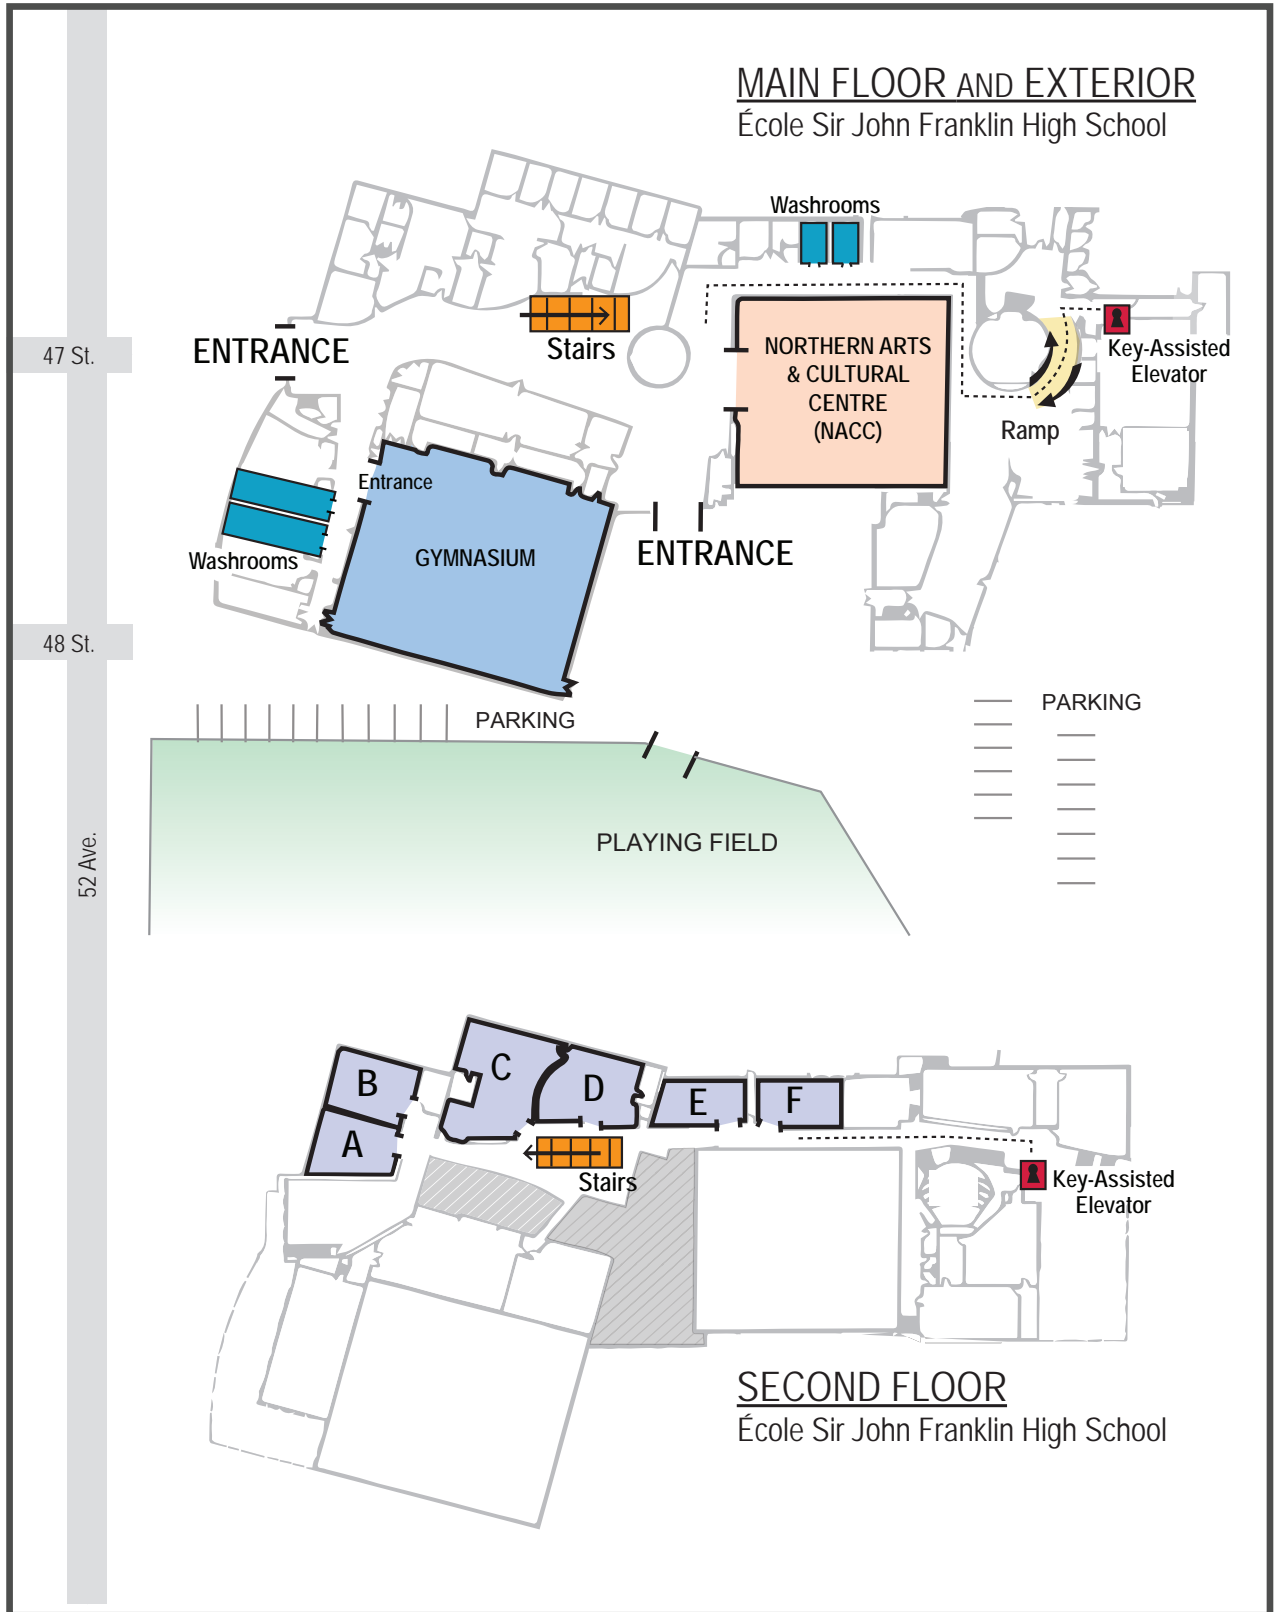 MAIN FLOOR AND EXTERIOR
École Sir John Franklin High School
Washrooms
47 St.
ENTRANCE
Stairs
NORTHERN ARTS
& CULTURAL
CENTRE
(NACC)
Key-Assisted
Elevator
Ramp
Entrance
Washrooms
GYMNASIUM
ENTRANCE
48 St.
PARKING
PARKING
PLAYING FIELD
52 Ave.
B
C
D
E
F
A
Stairs
Key-Assisted
Elevator
SECOND FLOOR
École Sir John Franklin High School